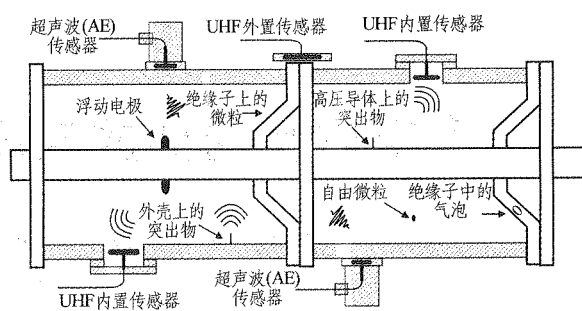 超声波(AE)
传感器
UHF外置传感器
UHF内置传感器
浮动电极
绝缘子上的
微粒
高压导体上的
突出物
外壳上的
突出物
自由微粒
绝缘子中的
气泡
UHF内置传感器
超声波(AE)
传感器